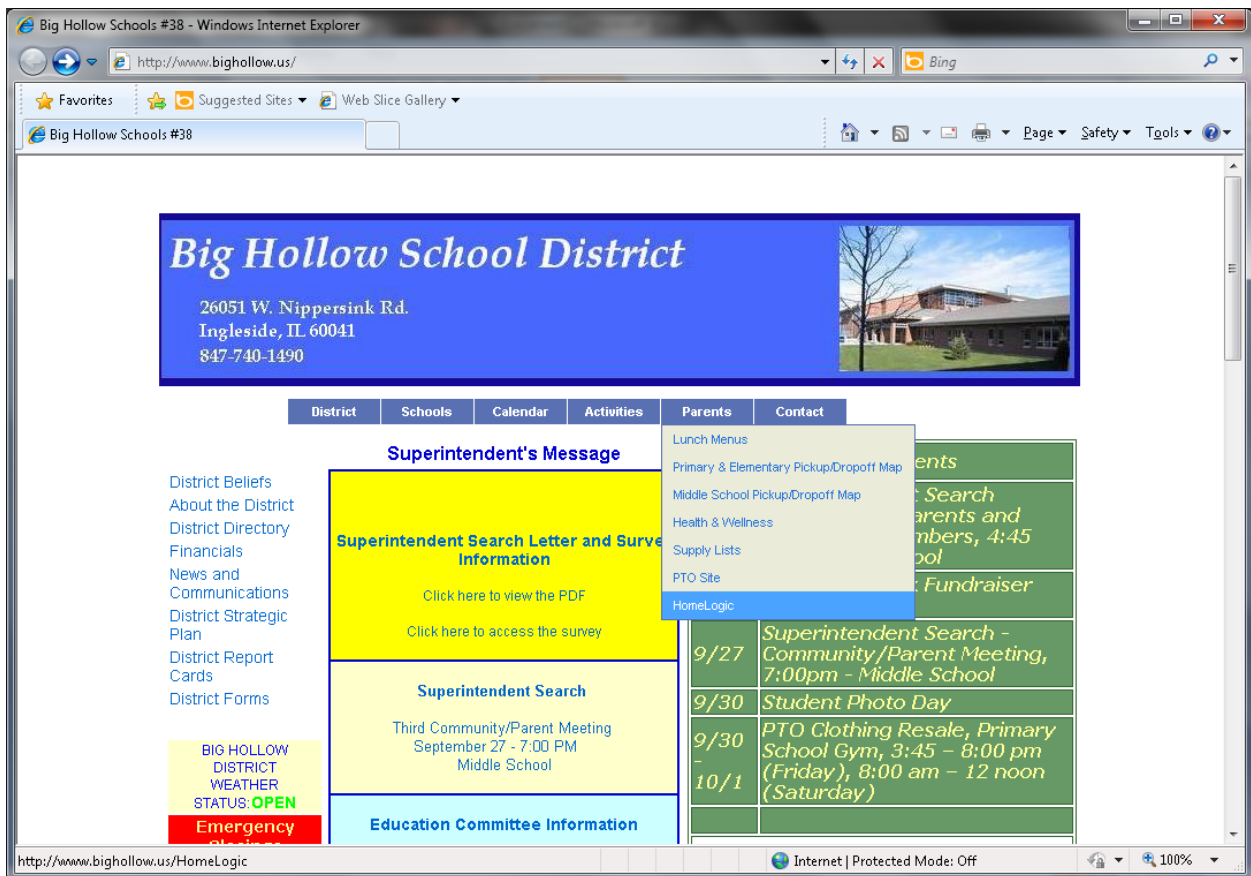 Big Hollow Schools #38 - Windows Internet Explorer
http://www.bighollow.us/
Bing
Favorites
Suggested Sites
Web Slice Gallery
Big Hollow Schools #38
Page
Safety
Tools
Big Hollow School District
26051 W. Nippersink Rd.
Ingleside, IL 60041
847-740-1490
District
Schools
Calendar
Activities
Parents
Contact
Lunch Menus
Primary & Elementary Pickup/Dropoff Map
Middle School Pickup/Dropoff Map
Health & Wellness
Supply Lists
PTO Site
HomeLogic
District Beliefs
About the District
District Directory
Financials
News and
Communications
District Strategic
Plan
District Report
Cards
District Forms
BIG HOLLOW
DISTRICT
WEATHER
STATUS: OPEN
Emergency
Superintendent's Message
Superintendent Search Letter and Surve
Information
Click here to view the PDF
Click here to access the survey
Superintendent Search
Third Community/Parent Meeting
September 27 - 7:00 PM
Middle School
Education Committee Information
ents
Search
arents and
mbers, 4:45
ool
Fundraiser
9/27
Superintendent Search -
Community/Parent Meeting,
7:00pm - Middle School
9/30
Student Photo Day
9/30
-
10/1
PTO Clothing Resale, Primary
School Gym, 3:45 – 8:00 pm
(Friday), 8:00 am – 12 noon
(Saturday)
http://www.bighollow.us/HomeLogic
Internet | Protected Mode: Off
100%